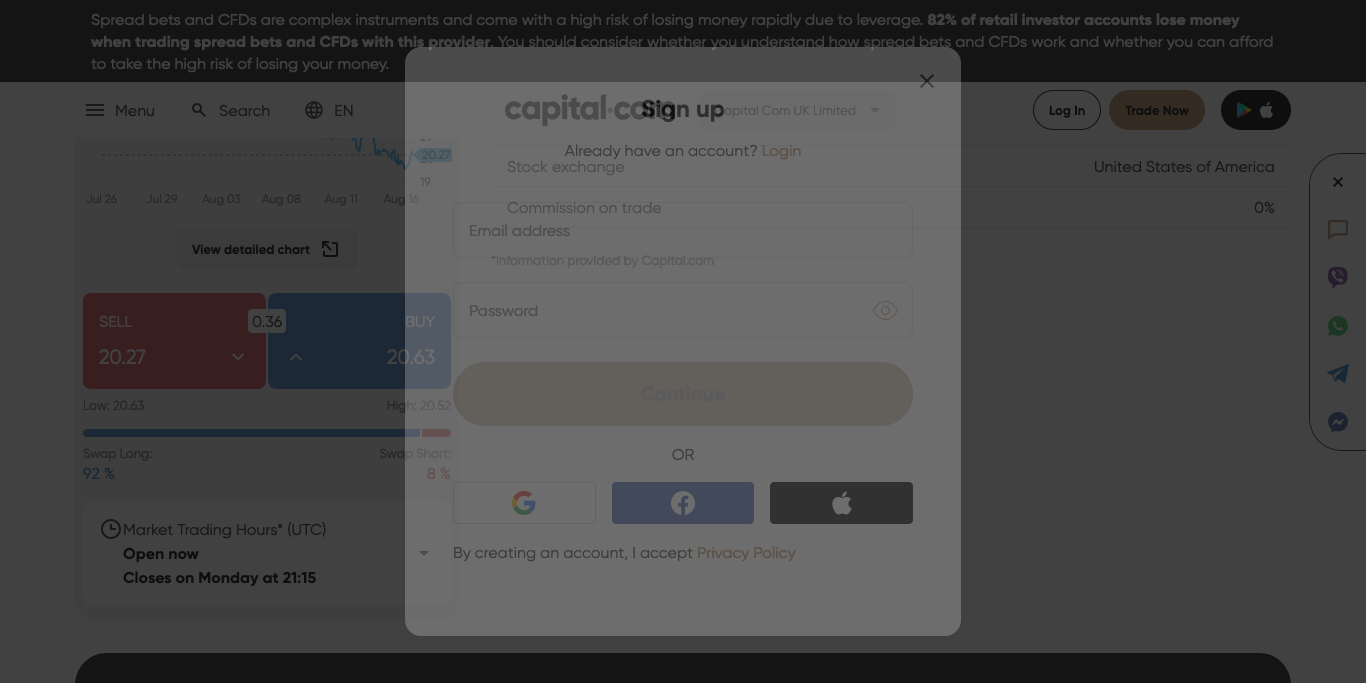 Spread bets and CFDs are complex instruments and come with a high risk of losing money rapidly due to leverage. 82% of retail investor accounts lose money
when trading spread bets and CFDs with this provider. You should consider whether you understand how spread bets and CFDs work and whether you can afford
to take the high risk of losing your money.
Menu
Search
EN
capital.com
Capital Com UK Limited
Log In
Trade Now
Sign up
Already have an account? Login
Stock exchange
United States of America
Commission on trade
0%
Email address
*Information provided by Capital.com
Password
Continue
OR
By creating an account, I accept Privacy Policy
20.27
19
Jul 26
Jul 29
Aug 03
Aug 08
Aug 11
Aug 16
View detailed chart
SELL
0.36
BUY
20.27
20.63
Low: 20.63
High: 20.52
Swap Long:
Swap Short:
92 %
8 %
Market Trading Hours* (UTC)
Open now
Closes on Monday at 21:15